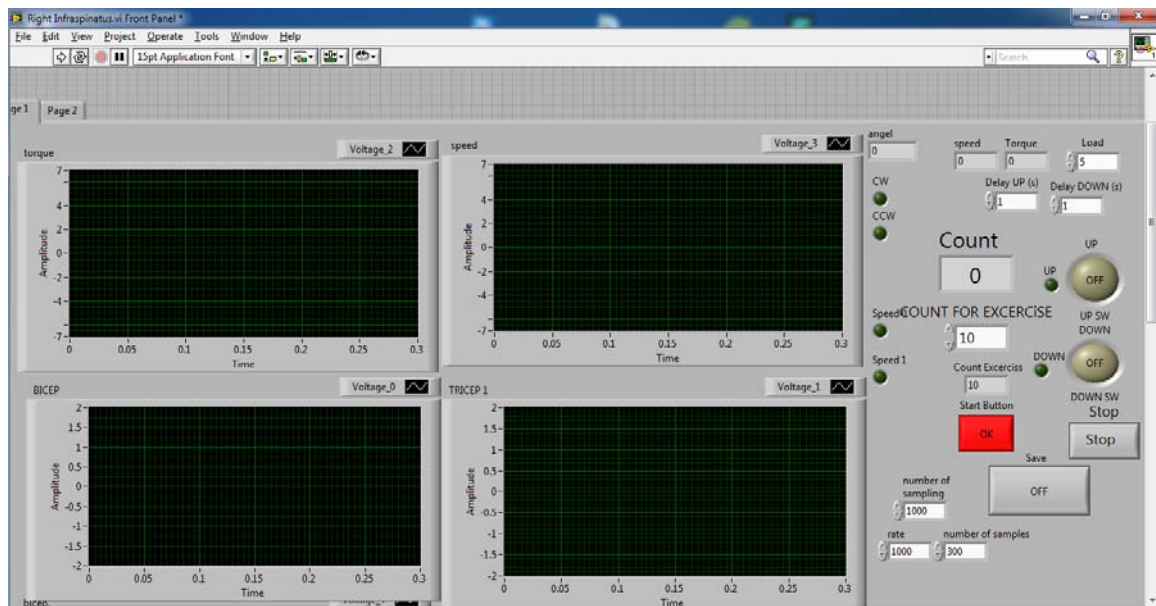 Right Infraspinatus.vi Front Panel *
File Edit View Project Operate Tools Window Help
15pt Application Font
Search
ge 1 Page 2
torque
Voltage_2
Amplitude
7
4
2
0
-2
-4
-7
0 0.05 0.1 0.15 0.2 0.25 0.3
Time
speed
Voltage_3
Amplitude
7
4
2
0
-2
-4
-7
0 0.05 0.1 0.15 0.2 0.25 0.3
Time
BICEP
Voltage_0
Amplitude
2
1.5
1
0.5
0
-0.5
-1
-1.5
-2
0 0.05 0.1 0.15 0.2 0.25 0.3
Time
TRICEP 1
Voltage_1
Amplitude
2
1.5
1
0.5
0
-0.5
-1
-1.5
-2
0 0.05 0.1 0.15 0.2 0.25 0.3
Time
bicep.
angel
0
speed
0
Torque
0
Load
5
CW
CCW
Delay UP (s)
1
Delay DOWN (s)
1
Count
0
UP
UP
OFF
UP SW
Speed
COUNT FOR EXCERCİSE
10
DOWN
DOWN
OFF
DOWN SW
Speed 1
Count Excerciss
10
Start Button
OK
Stop
Stop
Save
OFF
number of
sampling
1000
rate
1000
number of samples
300